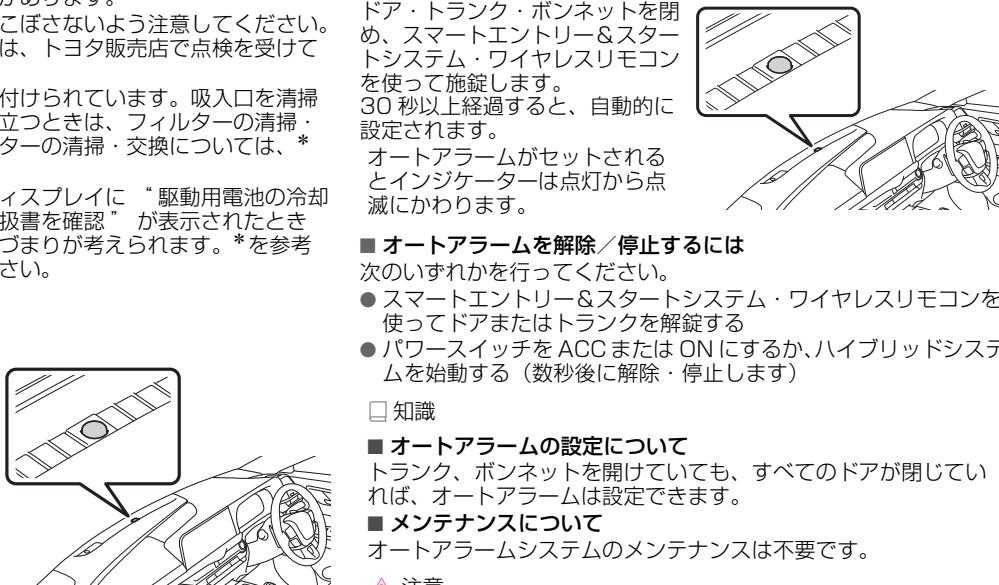 があります。
こぼさないよう注意してください。
は、トヨタ販売店で点検を受けて
付けられています。吸入口を清掃
立つときは、フィルターの清掃・
ターの清掃・交換については、*
ィスプレイに “駆動用電池の冷却
扱書を確認” が表示されたとき
づまりが考えられます。*を参考
さい。
ドア・トランク・ボンネットを閉
め、スマートエントリー&スター
トシステム・ワイヤレスリモコン
を使って施錠します。
30 秒以上経過すると、自動的に
設定されます。
オートアラームがセットされる
とインジケーターは点灯から点
滅にかわります。
■ オートアラームを解除／停止するには
次のいずれかを行ってください。
● スマートエントリー&スタートシステム・ワイヤレスリモコンを
使ってドアまたはトランクを解錠する
● パワースイッチを ACC または ON にするか、ハイブリッドシステ
ムを始動する（数秒後に解除・停止します）
知識
■ オートアラームの設定について
トランク、ボンネットを開けていても、すべてのドアが閉じてい
れば、オートアラームは設定できます。
■ メンテナンスについて
オートアラームシステムのメンテナンスは不要です。
注意